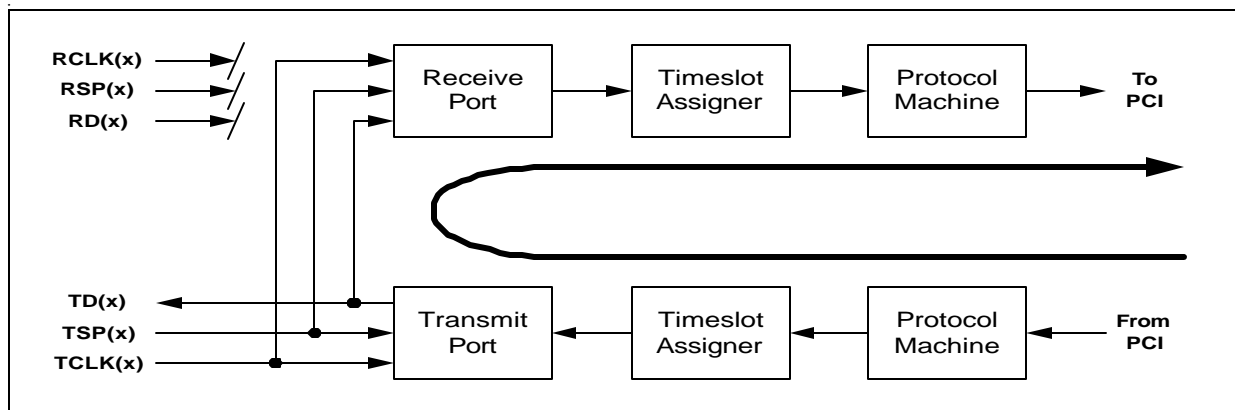 RCLK(x)
RSP(x)
RD(x)
Receive
Port
Timeslot
Assigner
Protocol
Machine
To
PCI
TD(x)
TSP(x)
TCLK(x)
Transmit
Port
Timeslot
Assigner
Protocol
Machine
From
PCI